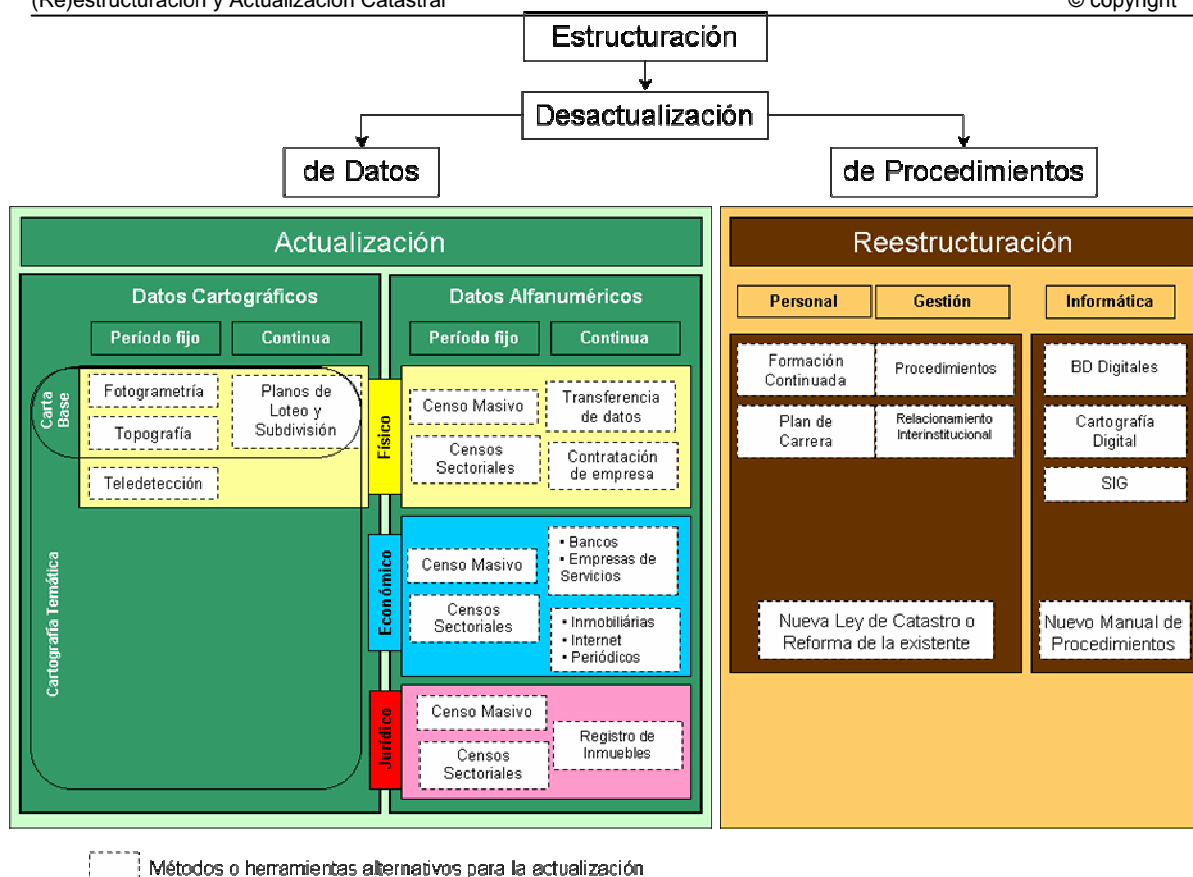 (Re)estructuración y Actualización Catastral © copyright
Estructuración
Desactualización
de Datos
de Procedimientos
Actualización
Datos Cartográficos
Datos Alfanuméricos
Período fijo
Continua
Período fijo
Continua
Carta
Base
Fotogrametría
Topografía
Teledetección
Planos de
Loteo y
Subdivisión
Físico
Censo Masivo
Censos
Sectoriales
Transferencia
de datos
Contratación
de empresa
Cartografía Temática
Económico
Censo Masivo
Censos
Sectoriales
▪ Bancos
▪ Empresas de
Servicios
▪ Inmobiliárias
▪ Internet
▪ Periódicos
Jurídico
Censo Masivo
Censos
Sectoriales
Registro de
Inmuebles
Reestructuración
Personal
Gestión
Informática
Formación
Continuada
Procedimientos
BD Digitales
Plan de
Carrera
Relacionamiento
Interinstitucional
Cartografía
Digital
SIG
Nueva Ley de Catastro o
Reforma de la existente
Nuevo Manual de
Procedimientos
Métodos o herramientas alternativos para la actualización